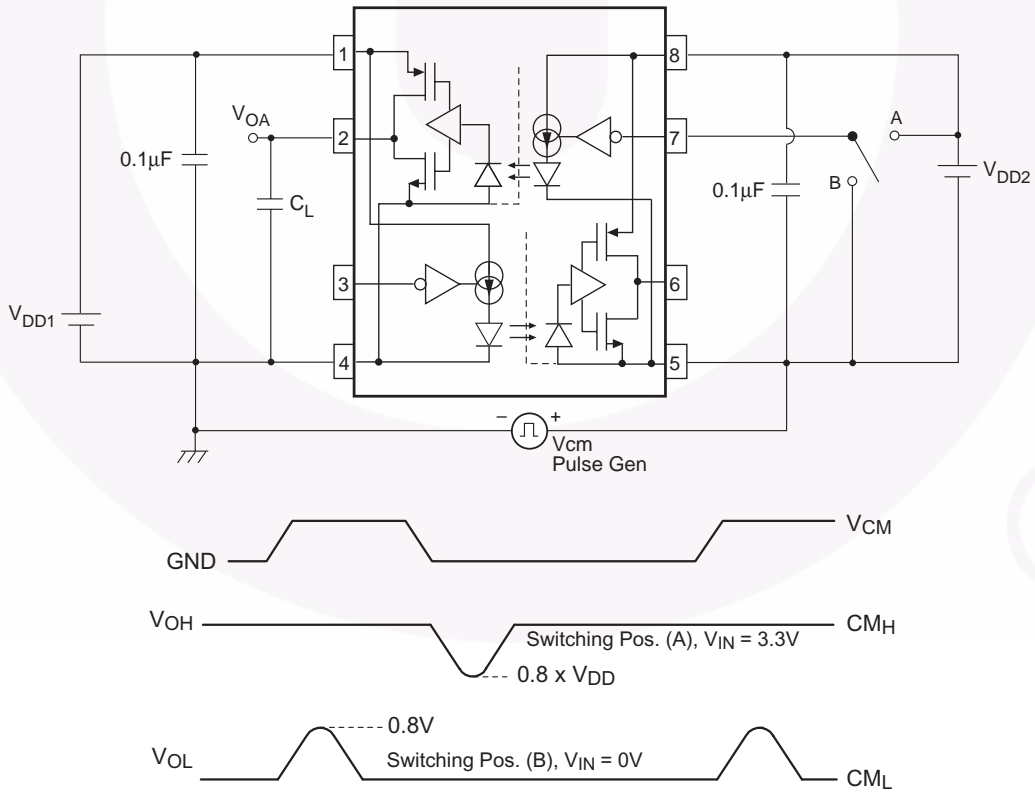 1
8
V_OA
2
7
A
0.1μF
C_L
0.1μF
B
V_DD2
3
6
V_DD1
4
5
– +
Vcm
Pulse Gen
GND
V_CM
V_OH
Switching Pos. (A), V_IN = 3.3V
CM_H
0.8 x V_DD
0.8V
V_OL
Switching Pos. (B), V_IN = 0V
CM_L